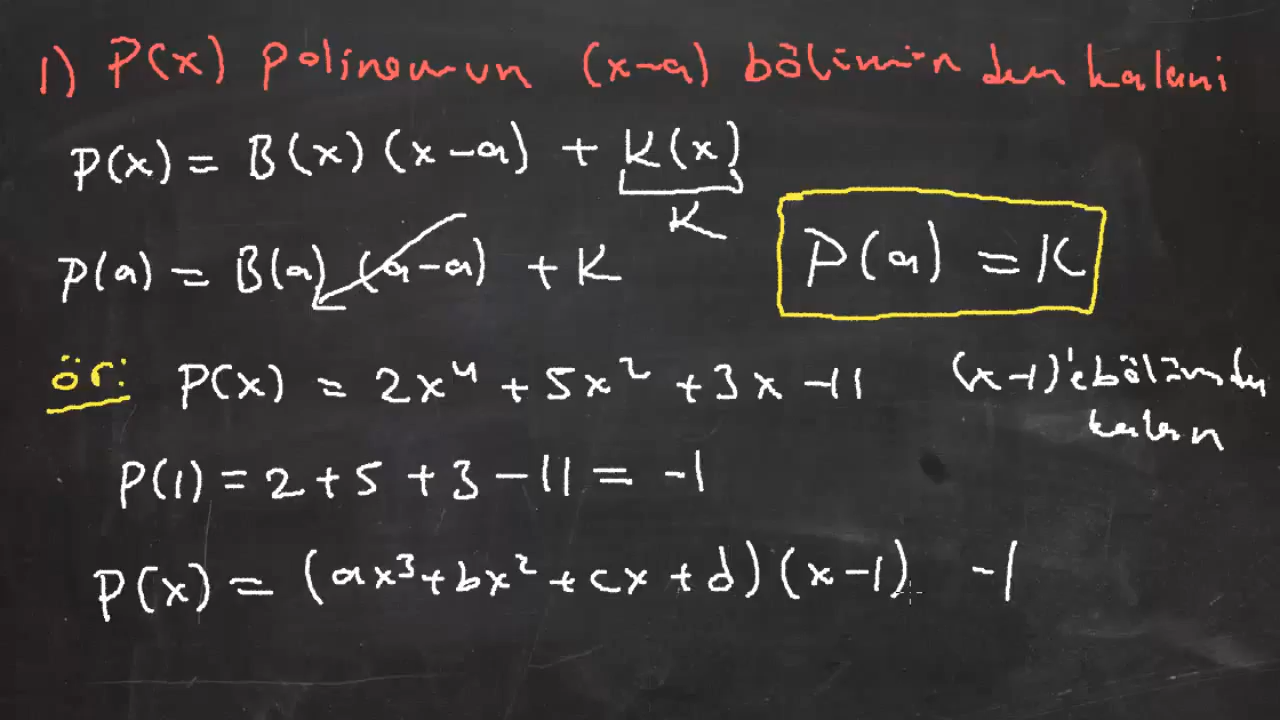 1) P(x) polinomun (x-a) bölümünden kalanı
P(x) = B(x) (x-a) + K(x)
K
P(a) = B(a) (a-a) + K
P(a) = K
ör: P(x) = 2x⁴ + 5x² + 3x - 11 (x-1)'e bölümden
kalan
P(1) = 2 + 5 + 3 - 11 = -1
P(x) = (ax³ + bx² + cx + d) (x-1) -1